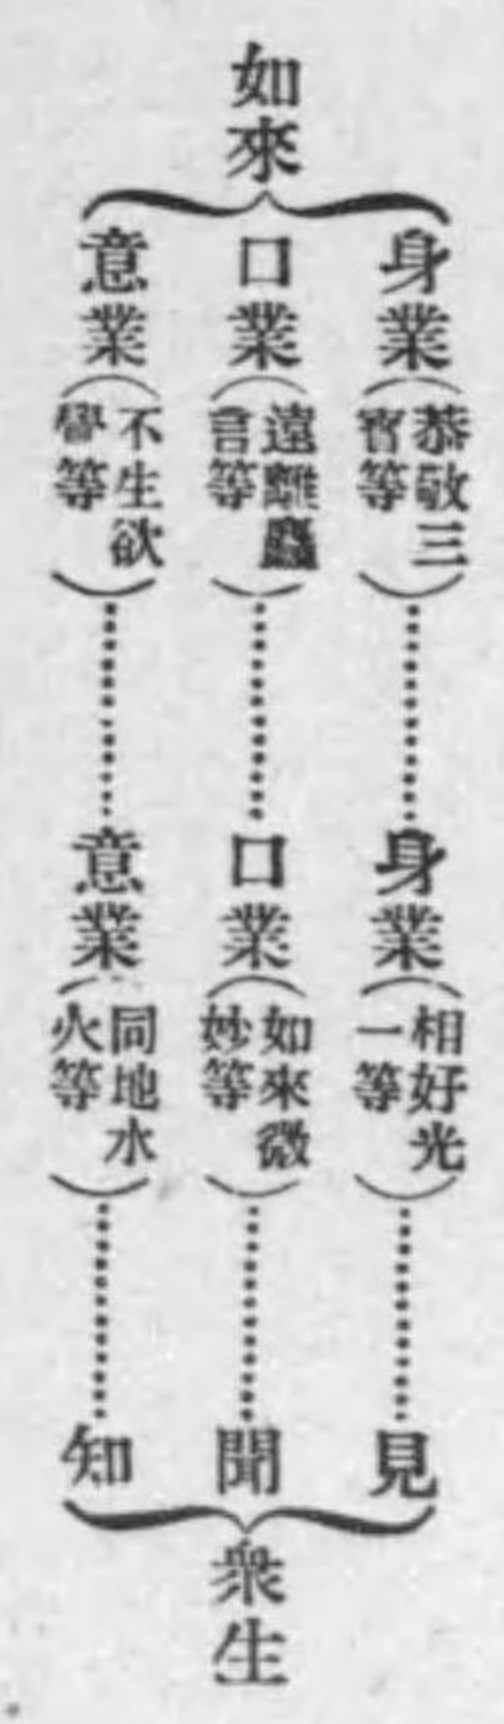 如來
身業(恭敬三寶等)……身業(相好光一等)……見
口業(遠離麤言等)……口業(如來微妙等)……聞
意業(不生欲覺等)……意業(同地水火等)……知
衆生